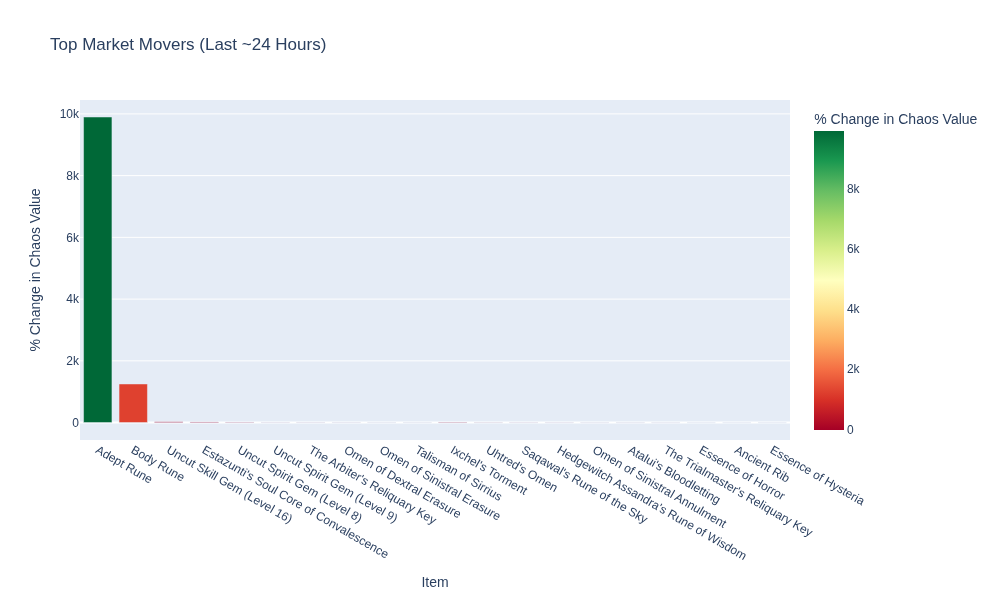 Top Market Movers (Last ~24 Hours)
% Change in Chaos Value
10k
8k
6k
4k
2k
0
Adept Rune
Body Rune
Uncut Skill Gem (Level 16)
Estazunti's Soul Core of Convalescence
Uncut Spirit Gem (Level 8)
Uncut Spirit Gem (Level 9)
The Arbiter's Reliquary Key
Omen of Dextral Erasure
Omen of Sinistral Erasure
Talisman of Sirrius
Ixchel's Torment
Uhtred's Omen
Saqawal's Rune of the Sky
Hedgewitch Assandra's Rune of Wisdom
Omen of Sinistral Annulment
Atalui's Bloodletting
The Trialmaster's Reliquary Key
Essence of Horror
Ancient Rib
Essence of Hysteria
Item
% Change in Chaos Value
8k
6k
4k
2k
0